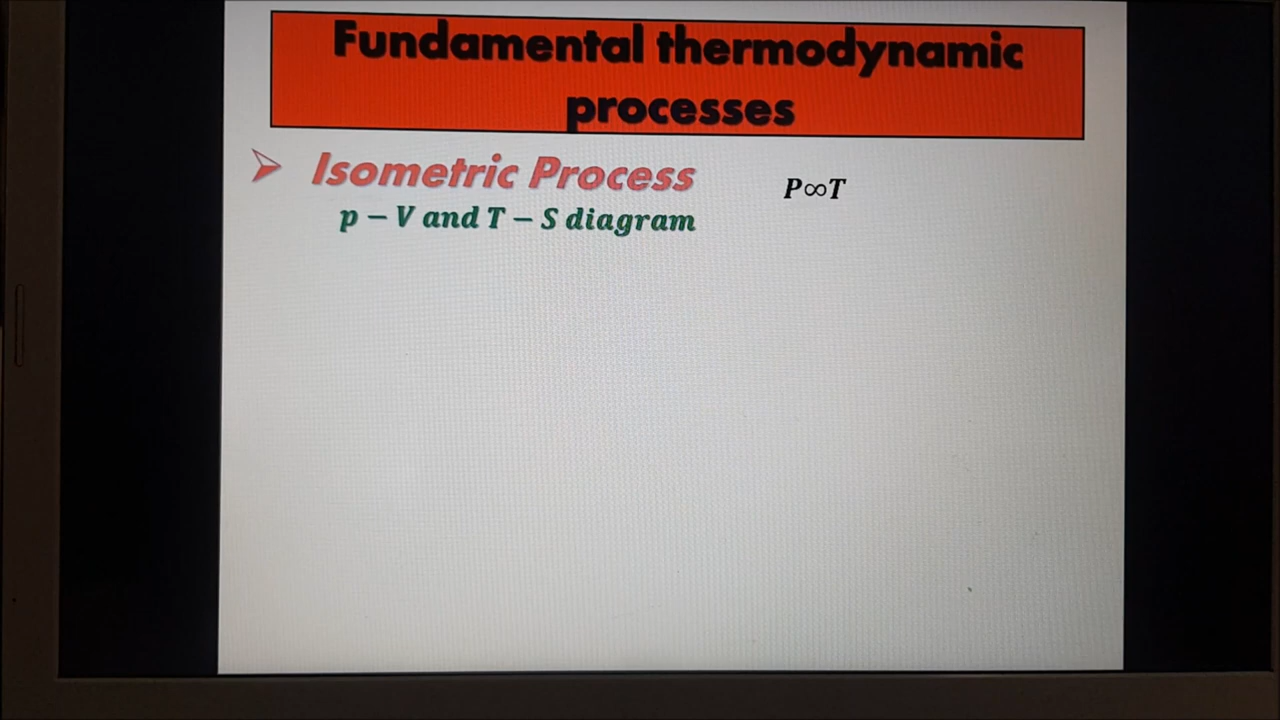 Fundamental thermodynamic
processes
Isometric Process
P∞T
p − V and T − S diagram